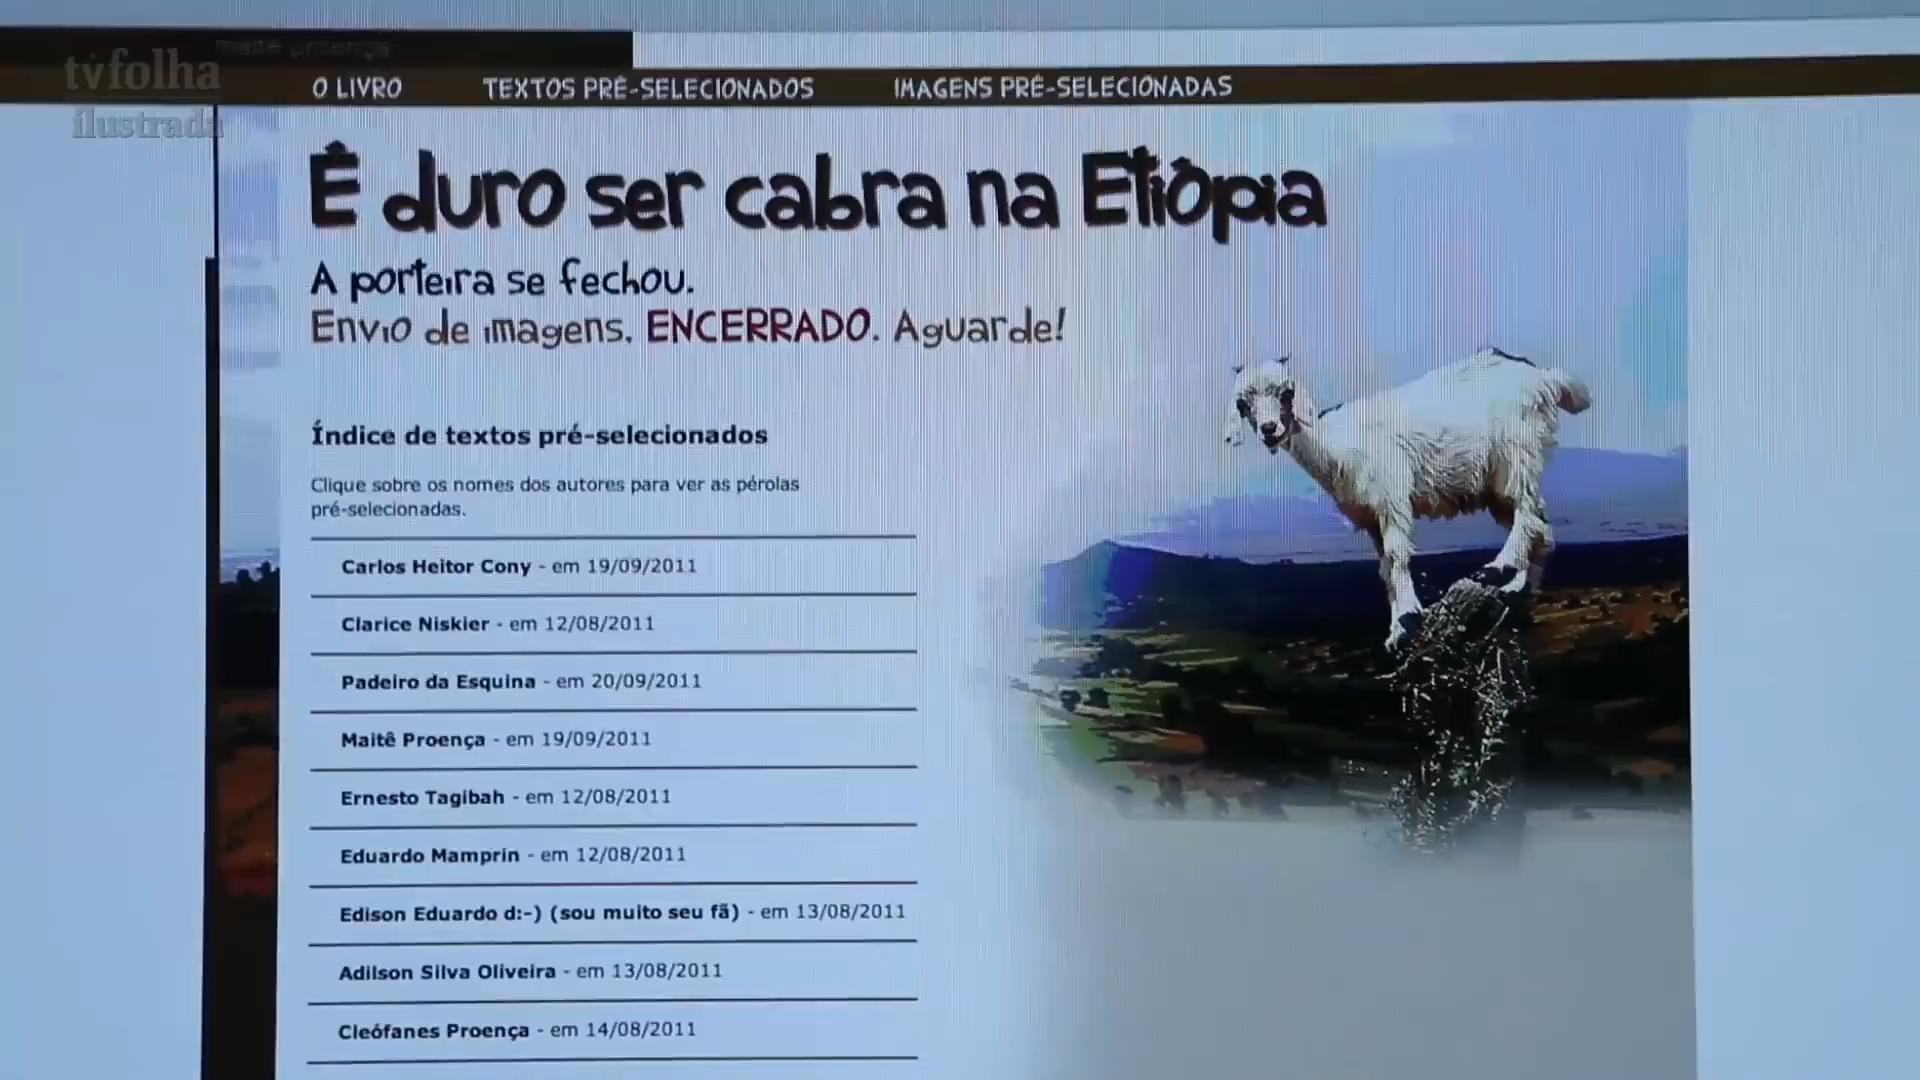 tvfolha
ilustrada
maitê proença
O LIVRO
TEXTOS PRÉ-SELECIONADOS
IMAGENS PRÉ-SELECIONADAS
É duro ser cabra na Etiópia
A porteira se fechou.
Envio de imagens. ENCERRADO. Aguarde!
Índice de textos pré-selecionados
Clique sobre os nomes dos autores para ver as pérolas
pré-selecionadas.
Carlos Heitor Cony - em 19/09/2011
Clarice Niskier - em 12/08/2011
Padeiro da Esquina - em 20/09/2011
Maitê Proença - em 19/09/2011
Ernesto Tagibah - em 12/08/2011
Eduardo Mamprin - em 12/08/2011
Edison Eduardo d:-) (sou muito seu fã) - em 13/08/2011
Adilson Silva Oliveira - em 13/08/2011
Cleófanes Proença - em 14/08/2011